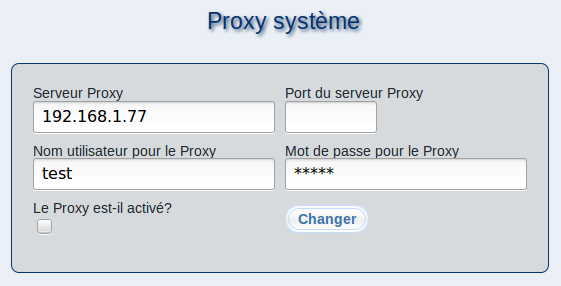 Proxy système
Serveur Proxy Port du serveur Proxy
192.168.1.77
Nom utilisateur pour le Proxy Mot de passe pour le Proxy
test *****
Le Proxy est-il activé?
Changer